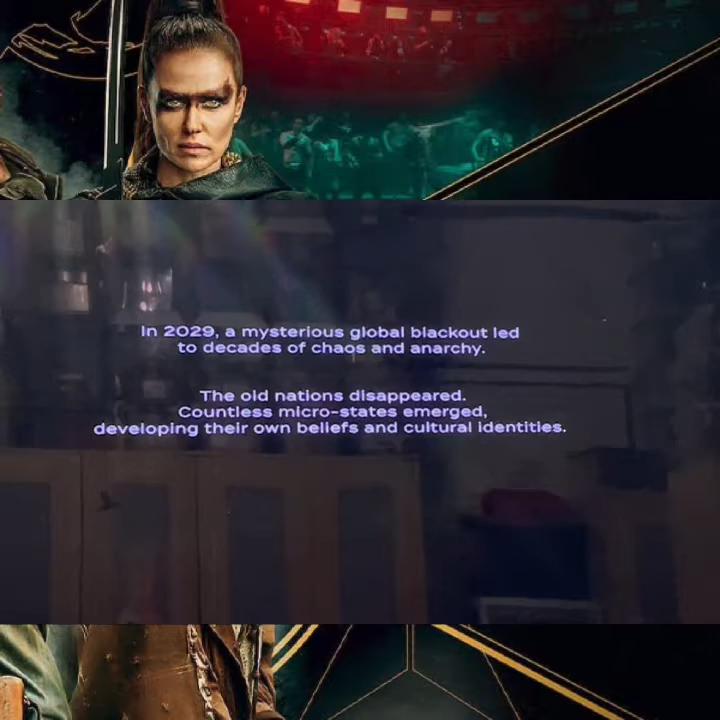 In 2029, a mysterious global blackout led
to decades of chaos and anarchy.
The old nations disappeared.
Countless micro-states emerged,
developing their own beliefs and cultural identities.